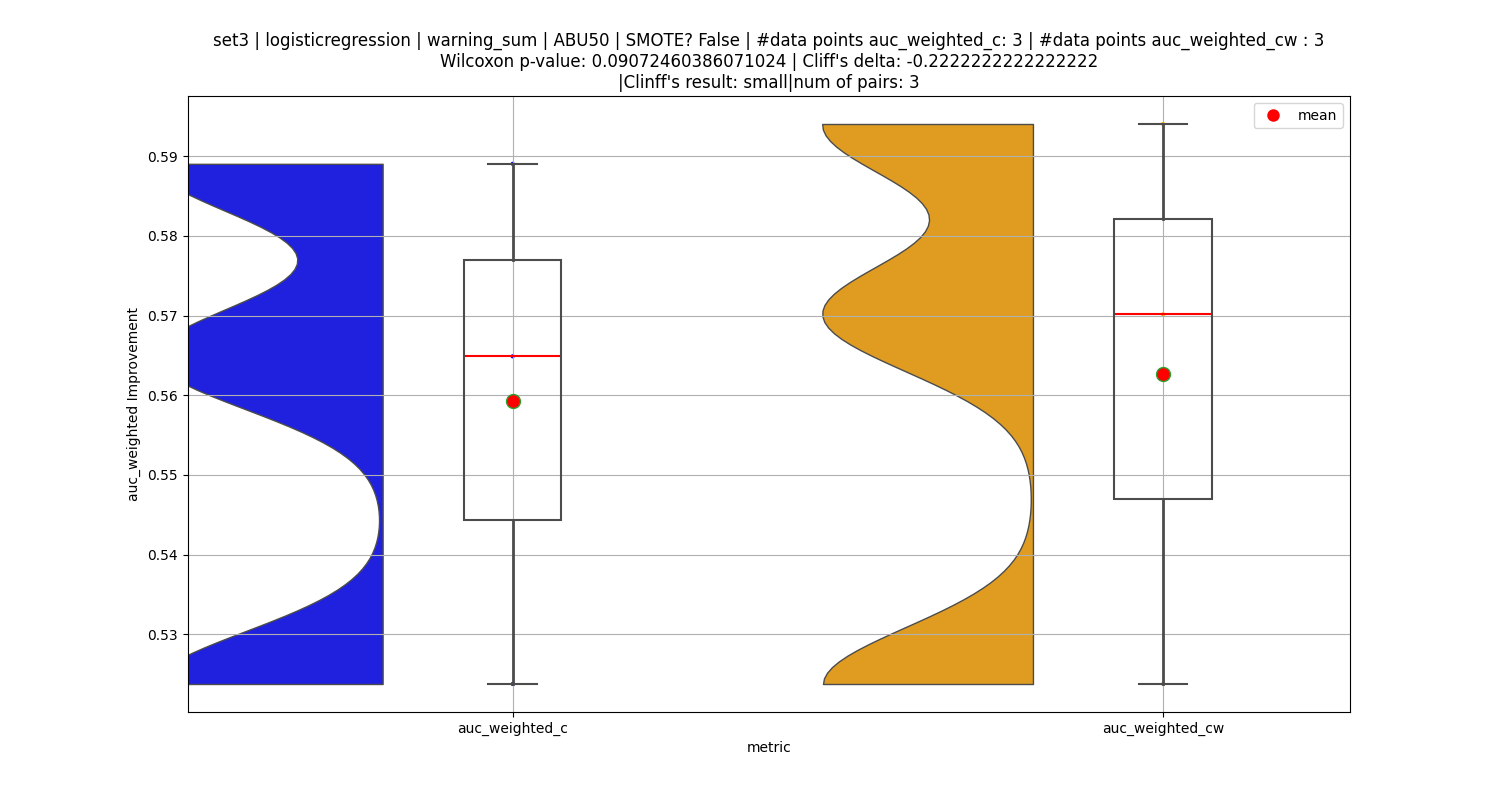 set3 | logisticregression | warning_sum | ABU50 | SMOTE? False | #data points auc_weighted_c: 3 | #data points auc_weighted_cw : 3
Wilcoxon p-value: 0.09072460386071024 | Cliff's delta: -0.2222222222222222
|Clinff's result: small|num of pairs: 3
mean
0.59
0.58
0.57
0.56
0.55
0.54
0.53
auc_weighted Improvement
auc_weighted_c
auc_weighted_cw
metric